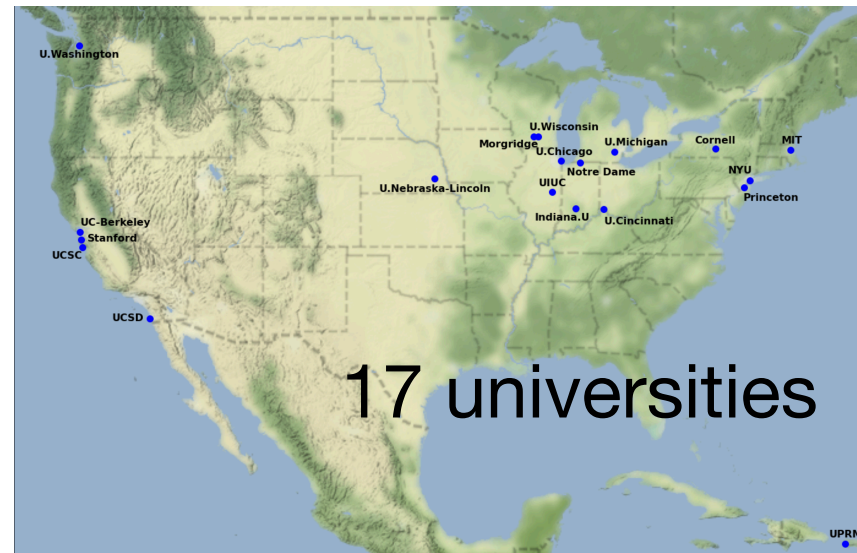 U.Washington
U.Wisconsin
Morgridge
U.Chicago
U.Michigan
Cornell
MIT
Notre Dame
NYU
UIUC
U.Nebraska-Lincoln
Princeton
Indiana.U
U.Cincinnati
UC-Berkeley
Stanford
UCSC
UCSD
17 universities